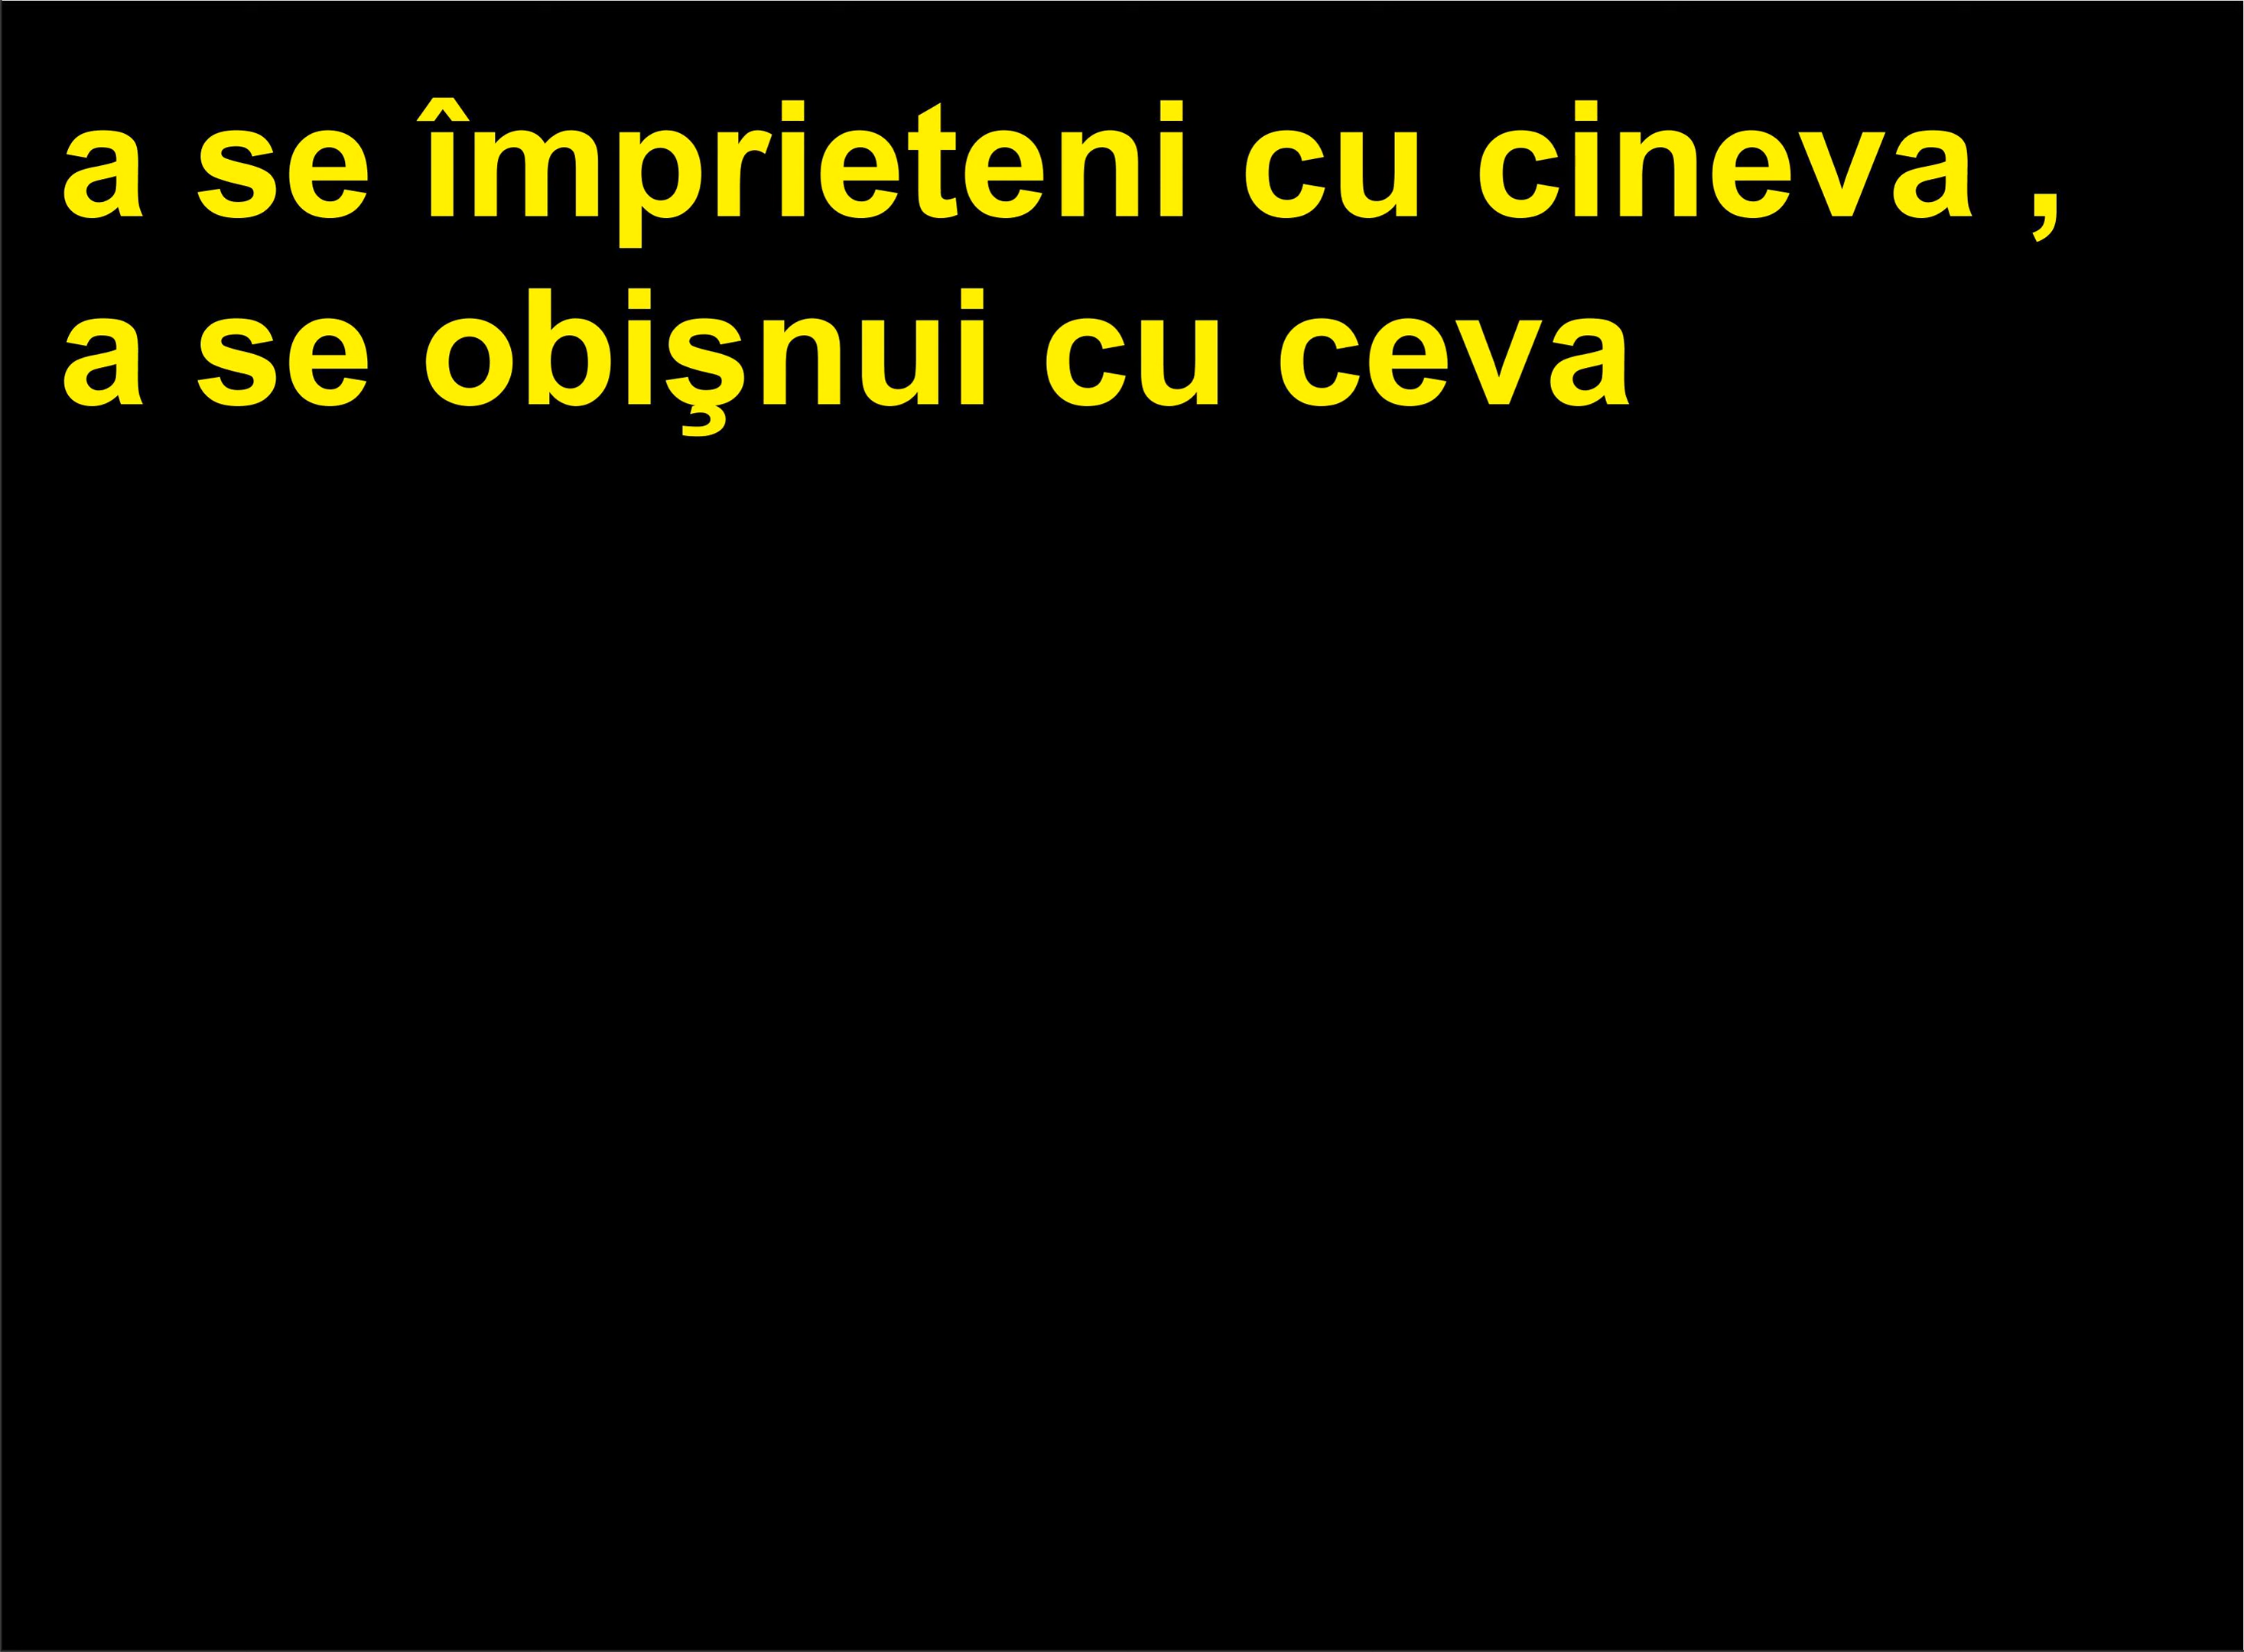 a se împrieteni cu cineva ,
a se obişnui cu ceva